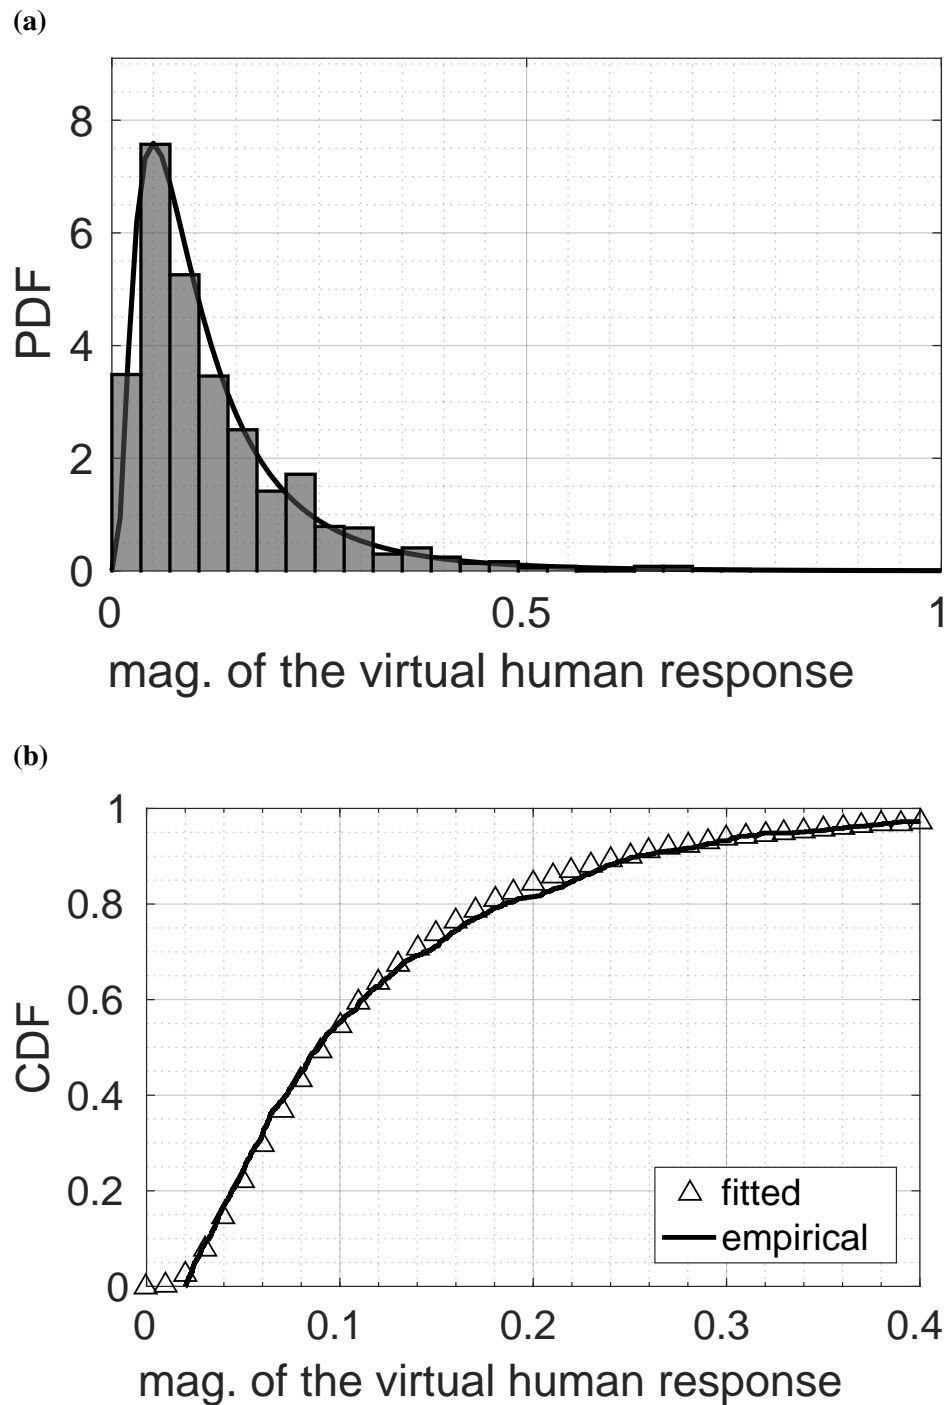 (a)
8
6
4
2
0
PDF
0 0.5 1
mag. of the virtual human response
(b)
1
0.8
0.6
0.4
0.2
0
CDF
fitted
empirical
0 0.1 0.2 0.3 0.4
mag. of the virtual human response